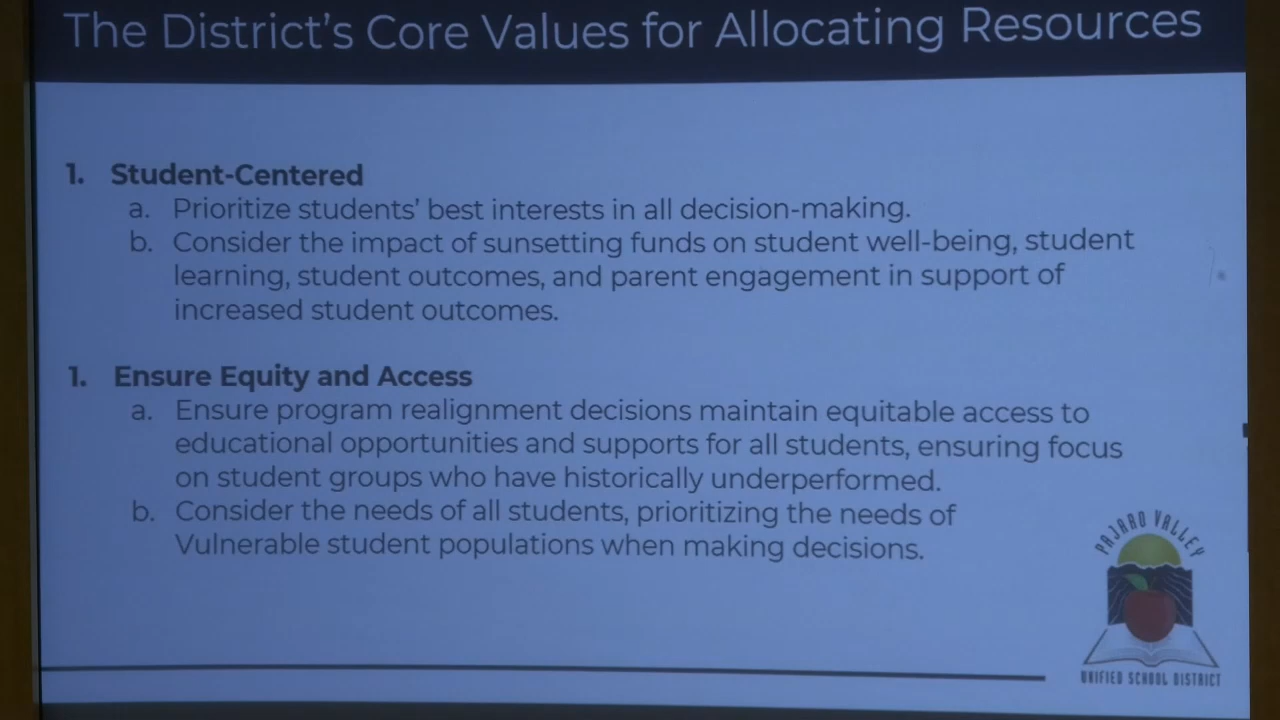 The District's Core Values for Allocating Resources
1. Student-Centered
a. Prioritize students' best interests in all decision-making.
b. Consider the impact of sunsetting funds on student well-being, student
learning, student outcomes, and parent engagement in support of
increased student outcomes.
1. Ensure Equity and Access
a. Ensure program realignment decisions maintain equitable access to
educational opportunities and supports for all students, ensuring focus
on student groups who have historically underperformed.
b. Consider the needs of all students, prioritizing the needs of
Vulnerable student populations when making decisions.
PAJARO VALLEY
UNIFIED SCHOOL DISTRICT